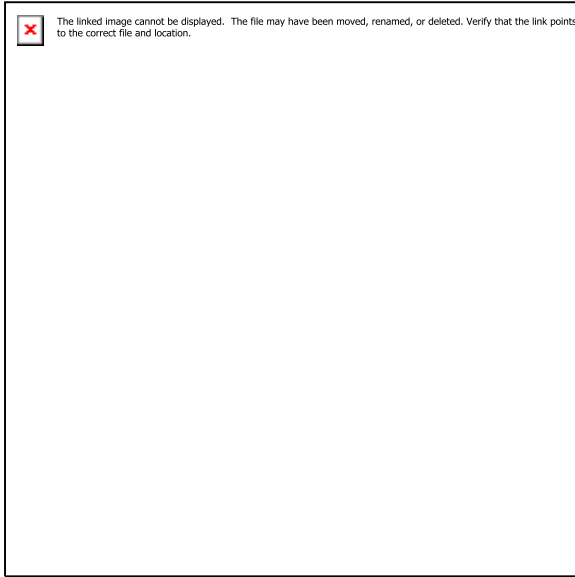 The linked image cannot be displayed.  The file may have been moved, renamed, or deleted. Verify that the link points
to the correct file and location.